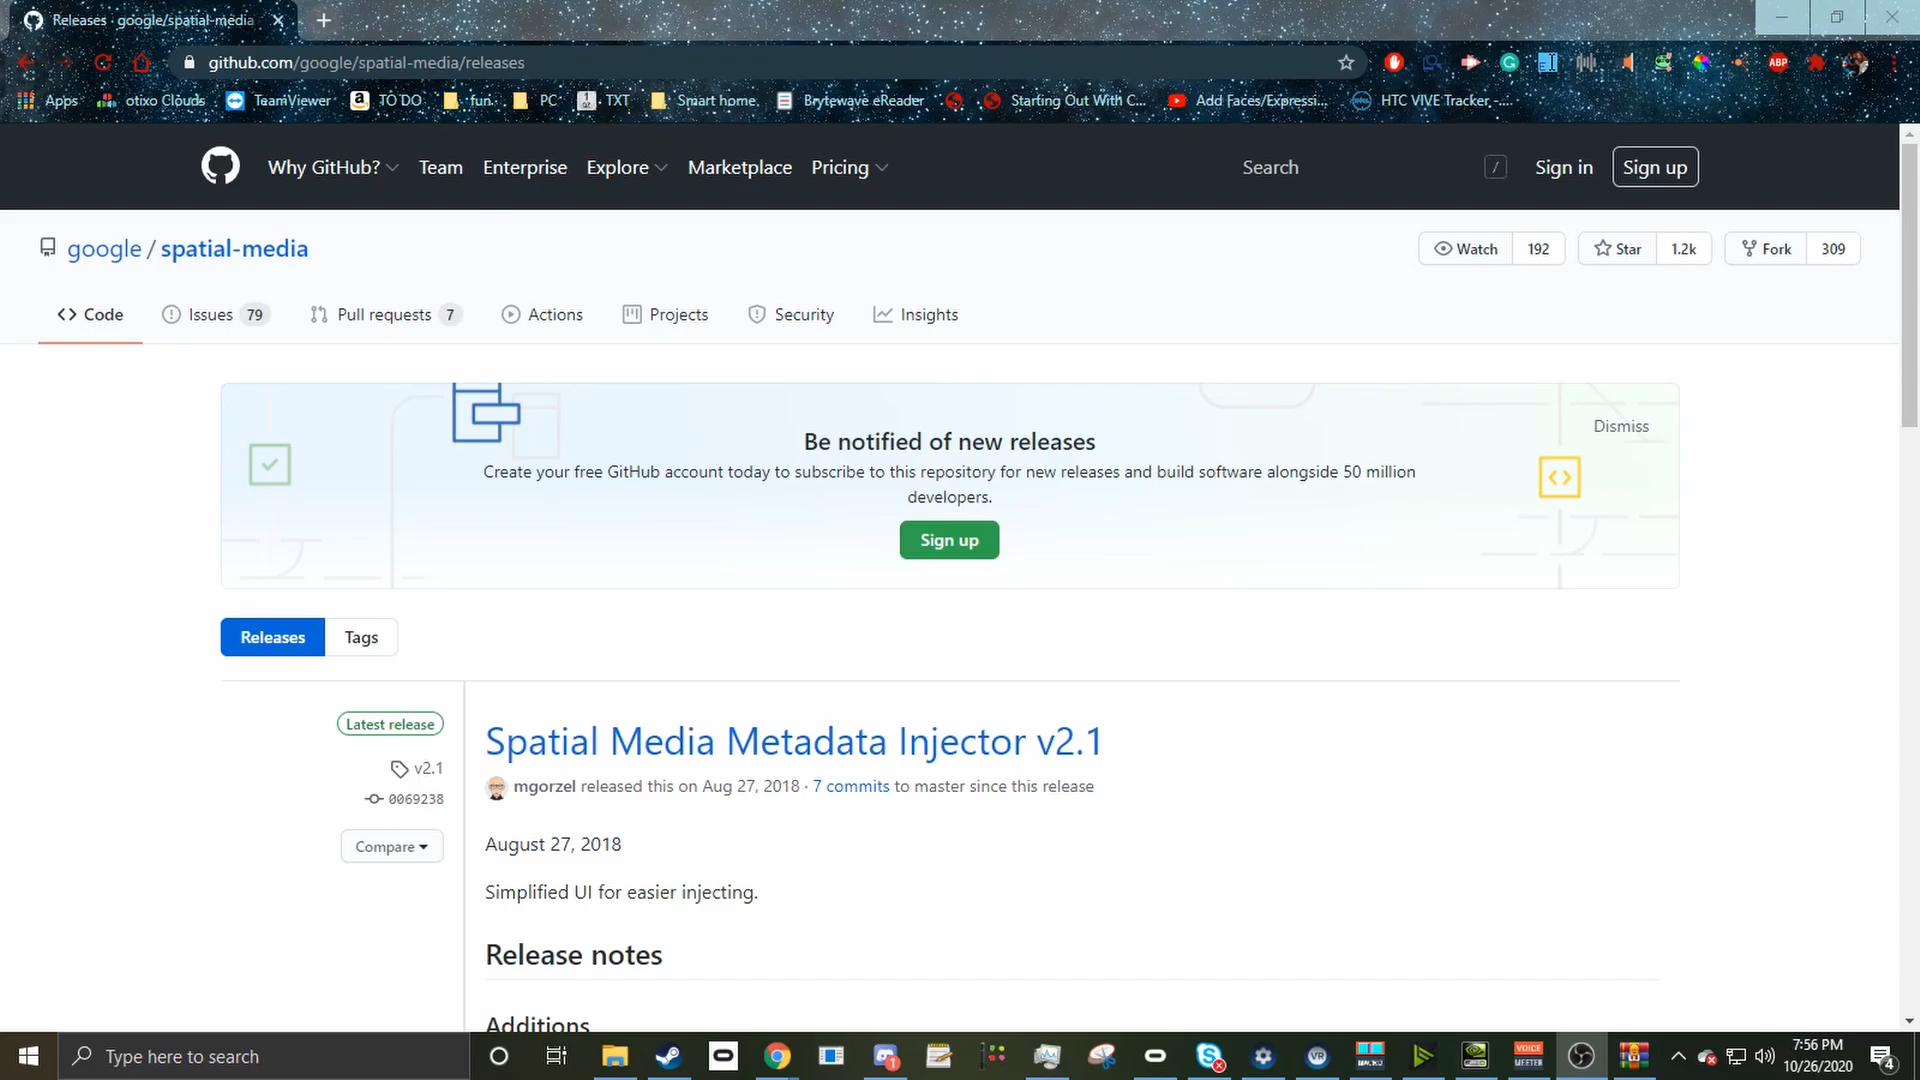 Releases · google/spatial-media
github.com/google/spatial-media/releases
Apps
otixo Clouds
TeamViewer
TO DO
fun
PC
TXT
Smart home
Brytewave eReader
Starting Out With C...
Add Faces/Expressi...
HTC VIVE Tracker -...
ABP
Why GitHub?
Team
Enterprise
Explore
Marketplace
Pricing
Search
/
Sign in
Sign up
google / spatial-media
Watch 192
Star 1.2k
Fork 309
Code
Issues 79
Pull requests 7
Actions
Projects
Security
Insights
Be notified of new releases
Dismiss
Create your free GitHub account today to subscribe to this repository for new releases and build software alongside 50 million
developers.
Sign up
Releases
Tags
Latest release
v2.1
0069238
Compare
Spatial Media Metadata Injector v2.1
mgorzel released this on Aug 27, 2018 · 7 commits to master since this release
August 27, 2018
Simplified UI for easier injecting.
Release notes
Additions
Type here to search
VR
VOICE
MEETER
7:56 PM
10/26/2020
4